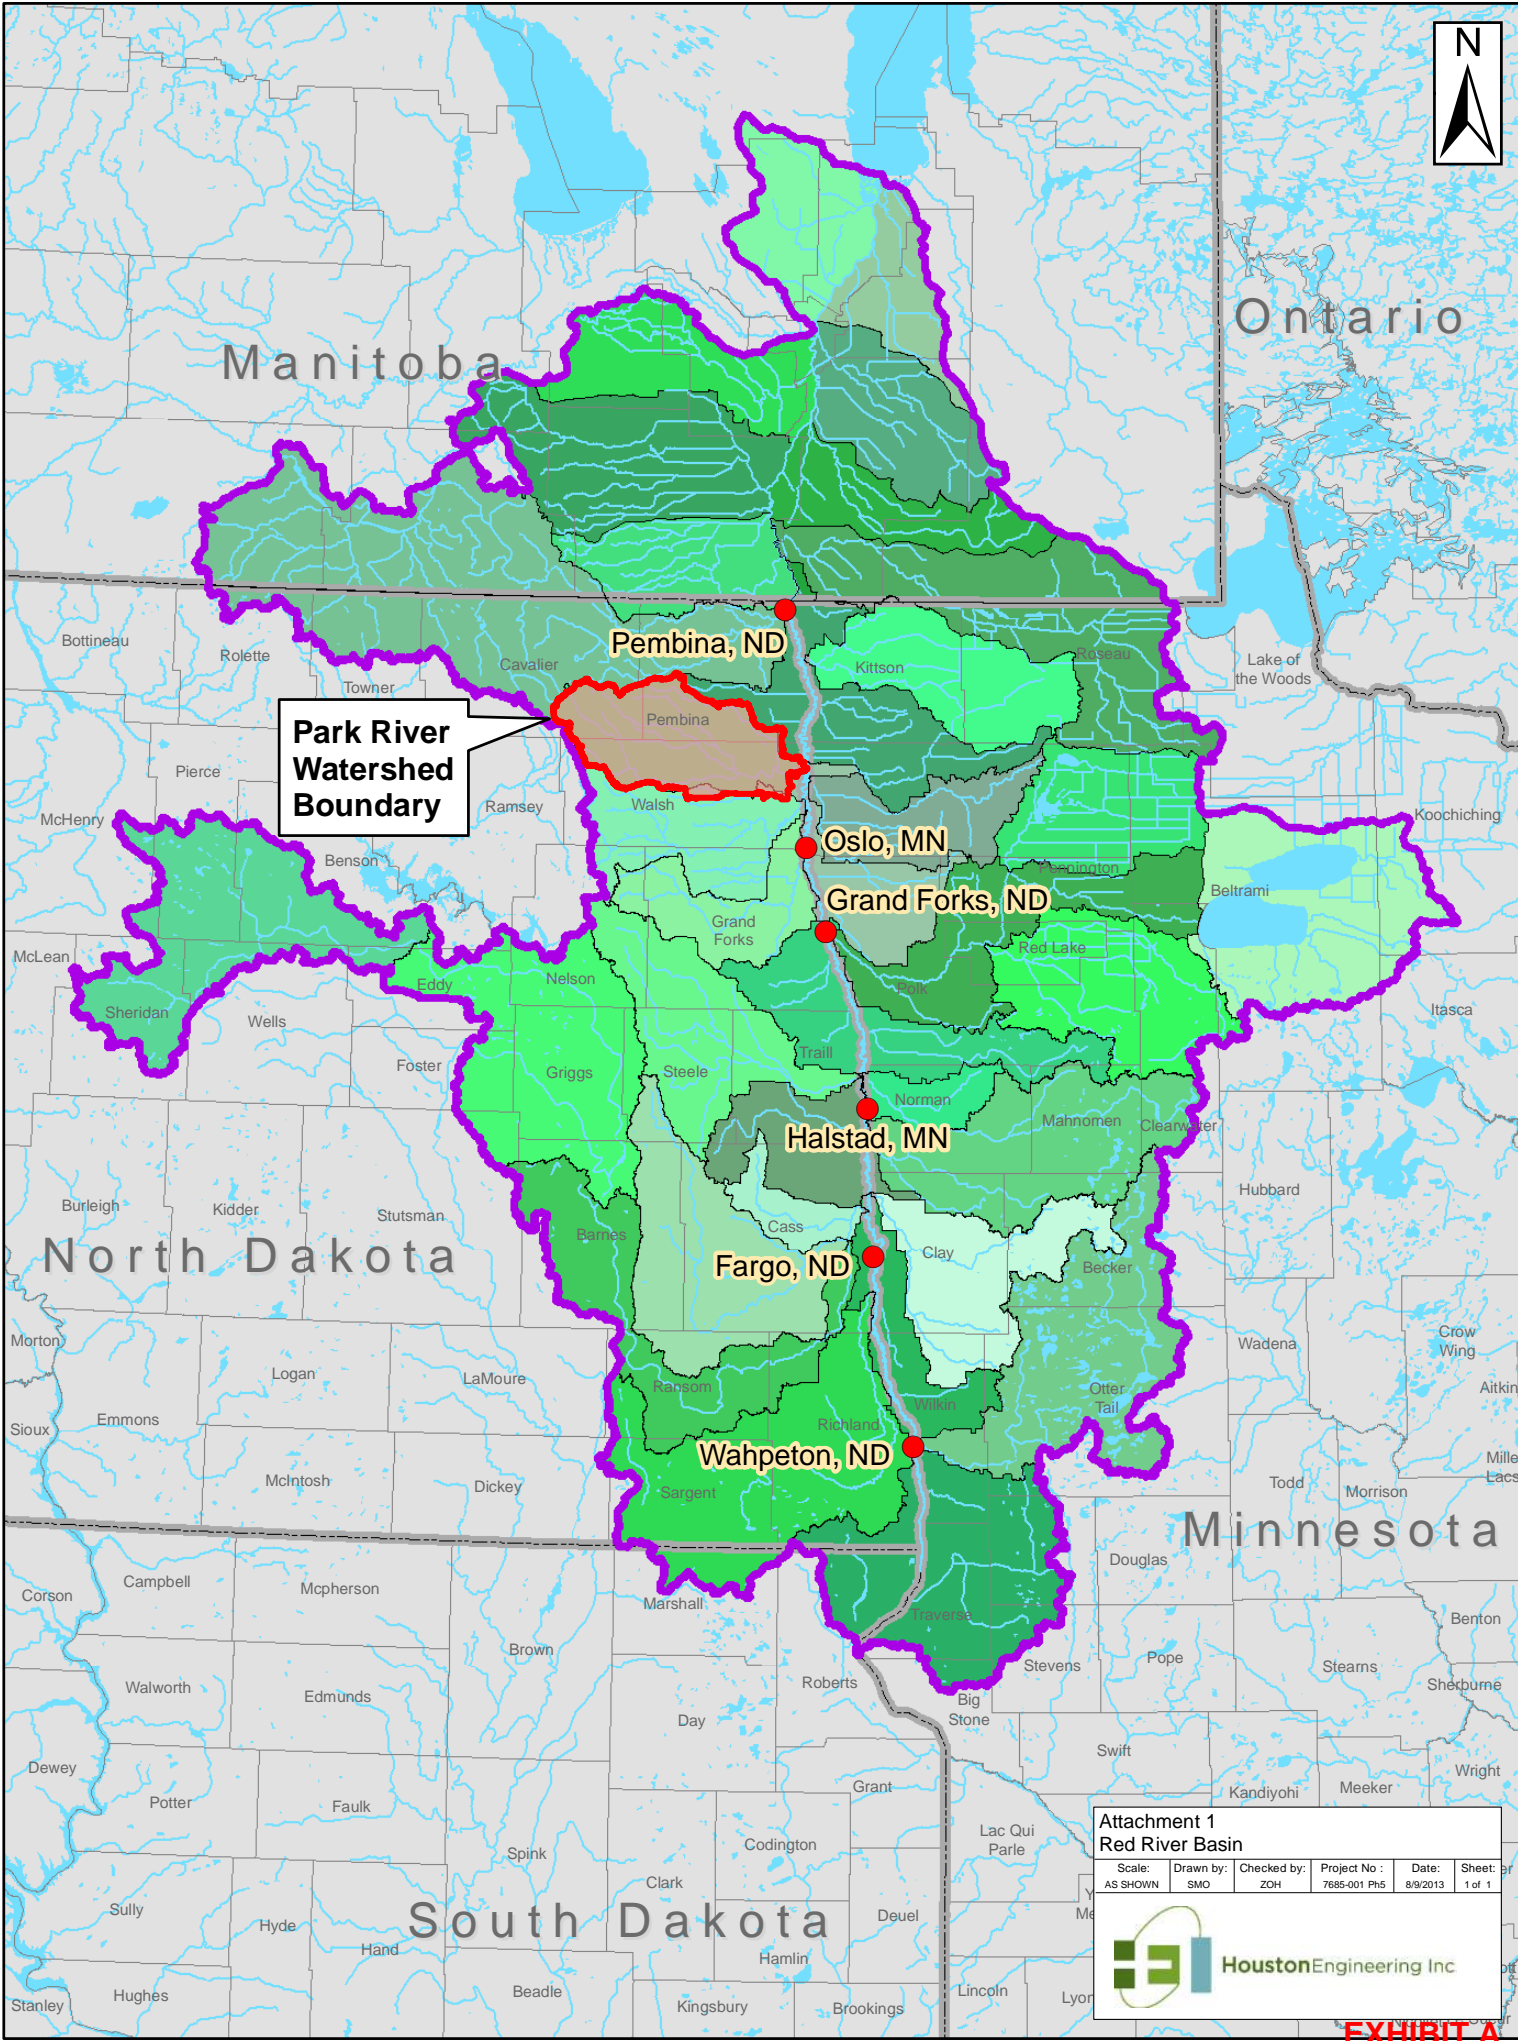 N
Ontario
Manitoba
Pembina, ND
Bottineau
Rolette
Towner
Cavalier
Kittson
Roseau
Lake of
the Woods
Park River
Watershed
Boundary
Pembina
Pierce
Ramsey
Walsh
McHenry
Benson
Koochiching
Oslo, MN
Pennington
Beltrami
Grand Forks, ND
Grand
Forks
Red Lake
McLean
Eddy
Nelson
Polk
Sheridan
Wells
Itasca
Foster
Griggs
Steele
Traill
Norman
Mahnomen
Clearwater
Halstad, MN
Burleigh
Kidder
Stutsman
Barnes
Cass
Clay
Hubbard
North Dakota
Fargo, ND
Becker
Morton
Logan
LaMoure
Ransom
Richland
Wilkin
Otter
Tail
Wadena
Crow
Wing
Aitkin
Sioux
Emmons
Wahpeton, ND
McIntosh
Dickey
Sargent
Todd
Morrison
Mille
Lacs
Minnesota
Corson
Campbell
Mcpherson
Marshall
Traverse
Douglas
Benton
Brown
Walworth
Edmunds
Roberts
Stevens
Pope
Stearns
Sherburne
Big
Stone
Day
Swift
Dewey
Potter
Faulk
Grant
Kandiyohi
Meeker
Wright
Spink
Codington
Lac Qui
Parle
Clark
Sully
Hyde
Hand
South Dakota
Deuel
Hamlin
Stanley
Hughes
Beadle
Kingsbury
Brookings
Lincoln
Lyon
Attachment 1
Red River Basin
Scale: Drawn by: Checked by: Project No : Date: Sheet:
AS SHOWN SMO ZOH 7685-001 Ph5 8/9/2013 1 of 1
HoustonEngineering Inc
EXHIBIT A